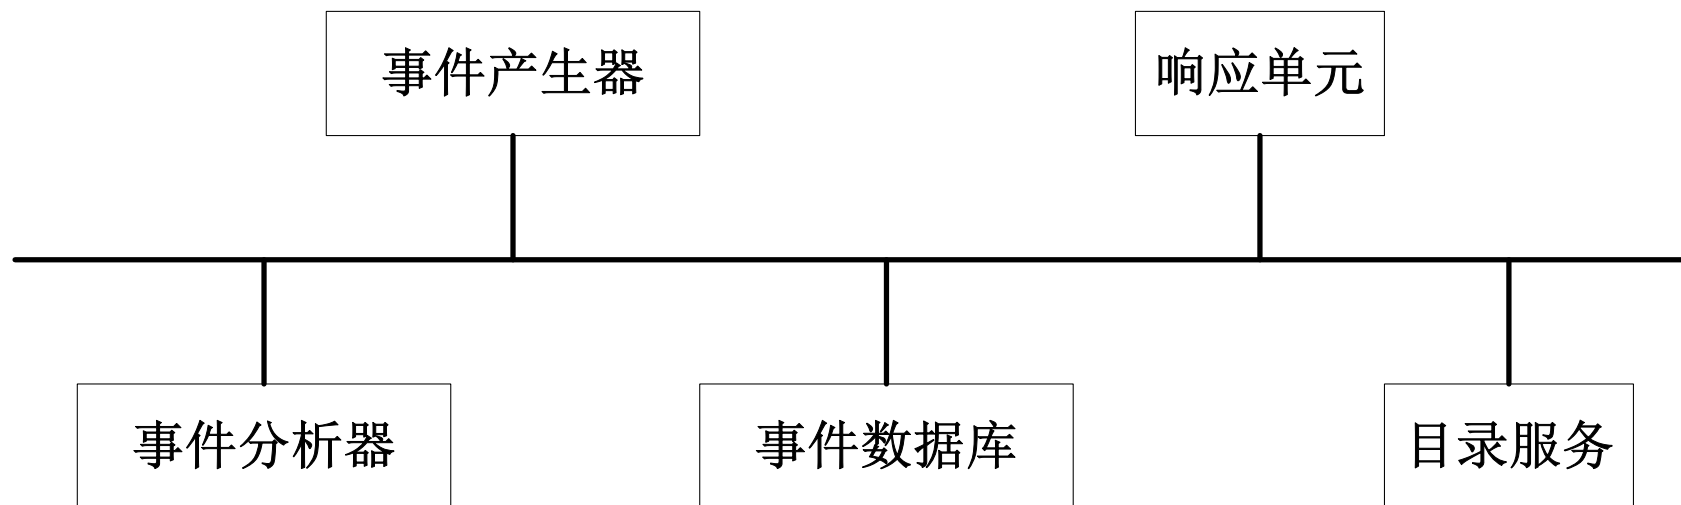 事件产生器
响应单元
事件分析器
事件数据库
目录服务